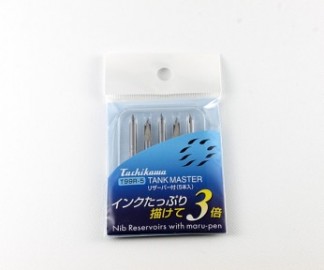 Tachikawa
T99R-5 TANK MASTER
リザーバー付(5本入)
インクたっぷり
描けて3倍
Nib Reservoirs with maru-pen